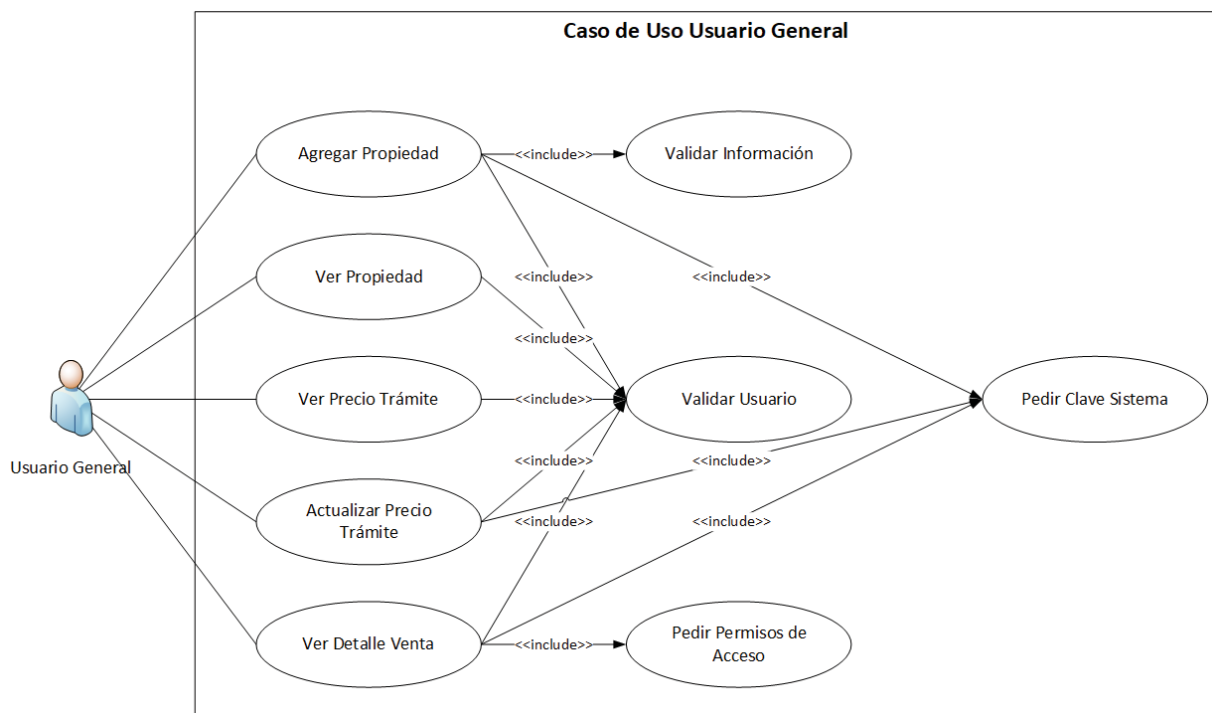 Caso de Uso Usuario General
Agregar Propiedad
<<include>>
Validar Información
Ver Propiedad
<<include>>
<<include>>
<<include>>
Ver Precio Trámite
<<include>>
Validar Usuario
Pedir Clave Sistema
Usuario General
<<include>>
<<include>>
Actualizar Precio
Trámite
<<include>>
<<include>>
Ver Detalle Venta
<<include>>
Pedir Permisos de
Acceso